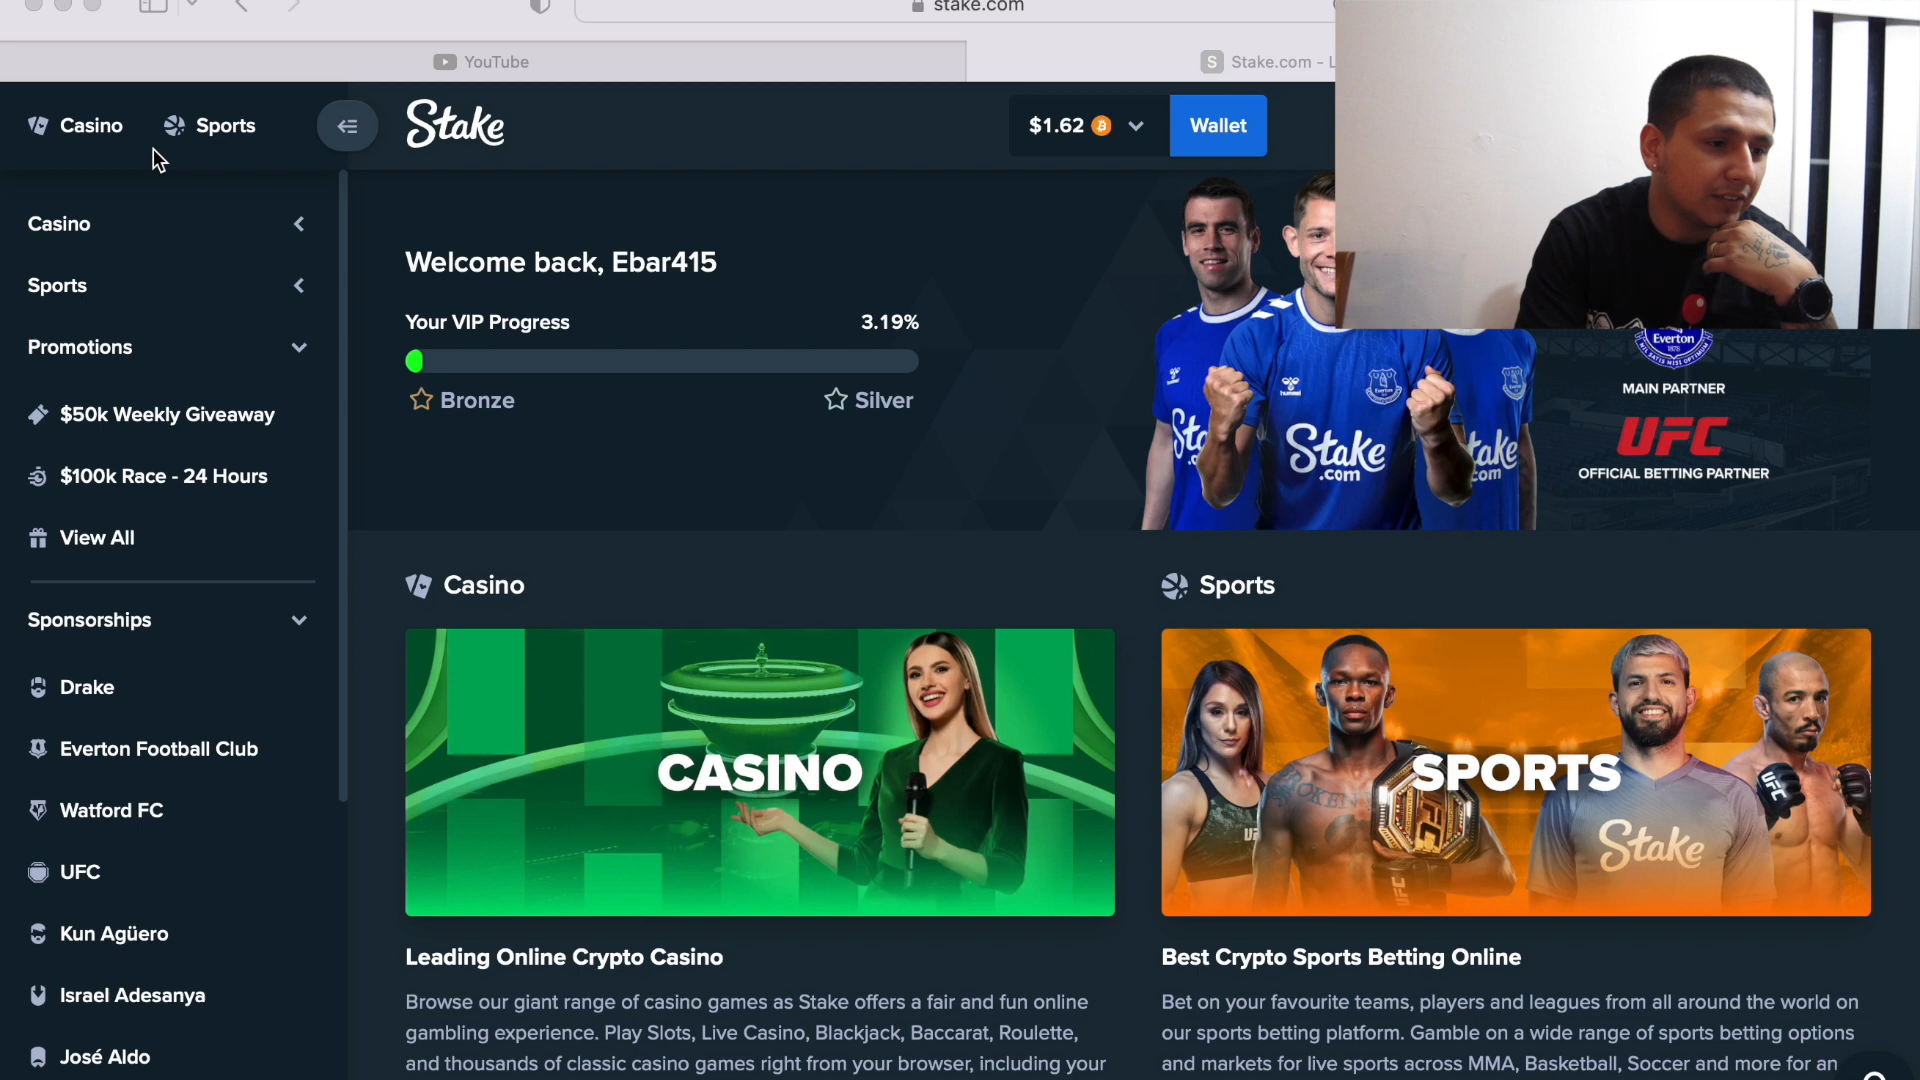 stake.com
YouTube
S Stake.com - L
Casino
Sports
Stake
$1.62
Wallet
Casino
Sports
Promotions
$50k Weekly Giveaway
$100k Race - 24 Hours
View All
Sponsorships
Drake
Everton Football Club
Watford FC
UFC
Kun Agüero
Israel Adesanya
José Aldo
Welcome back, Ebar415
Your VIP Progress
3.19%
Bronze
Silver
Stake
.com
Everton
1878
MAIN PARTNER
UFC
OFFICIAL BETTING PARTNER
Casino
CASINO
Leading Online Crypto Casino
Browse our giant range of casino games as Stake offers a fair and fun online
gambling experience. Play Slots, Live Casino, Blackjack, Baccarat, Roulette,
and thousands of classic casino games right from your browser, including your
Sports
SPORTS
UFC
Stake
Best Crypto Sports Betting Online
Bet on your favourite teams, players and leagues from all around the world on
our sports betting platform. Gamble on a wide range of sports betting options
and markets for live sports across MMA, Basketball, Soccer and more for an